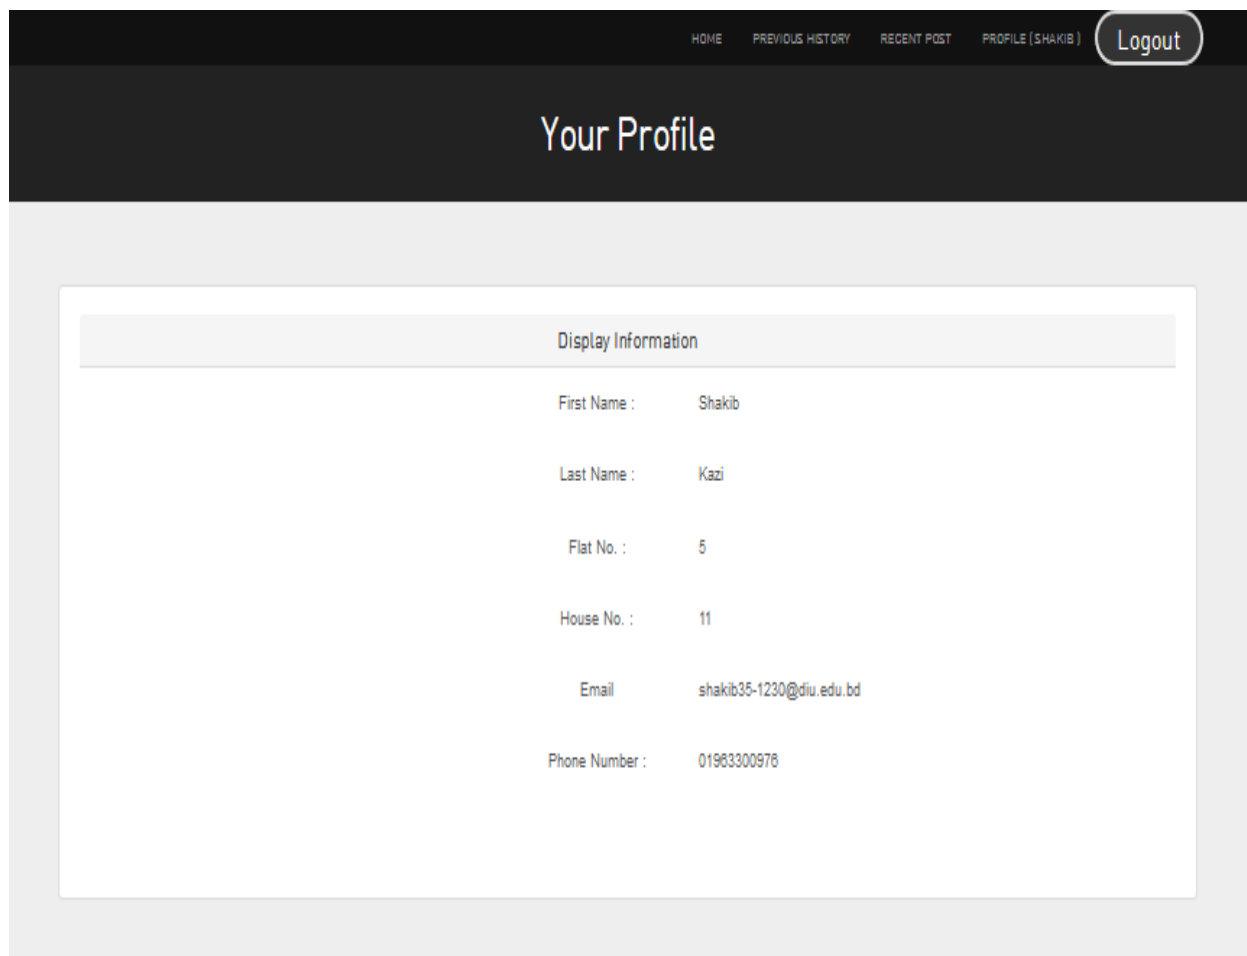 HOME PREVIOUS HISTORY RECENT POST PROFILE ( SHAKIB ) Logout
Your Profile
Display Information
First Name : Shakib
Last Name : Kazi
Flat No. : 5
House No. : 11
Email shakib35-1230@diu.edu.bd
Phone Number : 01963300976